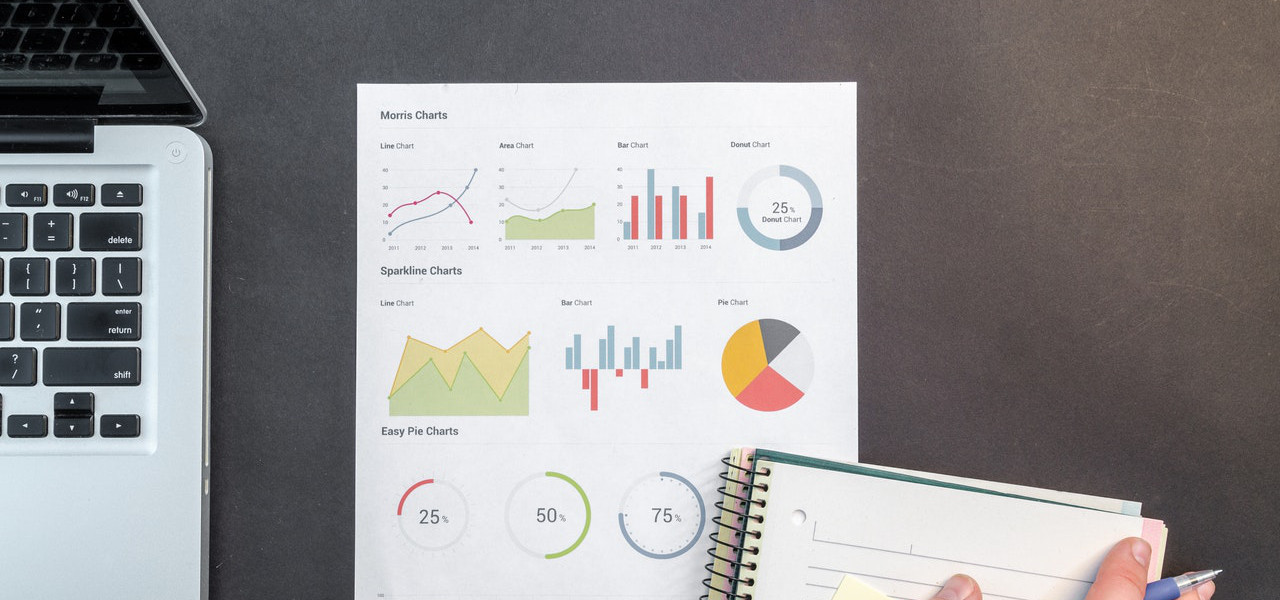 Morris Charts
Line Chart
Area Chart
Bar Chart
Donut Chart
40
30
20
10
0
2011 2012 2013 2014
40
30
20
10
0
2011 2012 2013 2014
40
30
20
10
0
2011 2012 2013 2014
25%
Donut Chart
Sparkline Charts
Line Chart
Bar Chart
Pie Chart
Easy Pie Charts
25%
50%
75%
100
F11
F12
- _
+ =
delete
{ [
} ]
| \
" '
enter
return
? /
shift